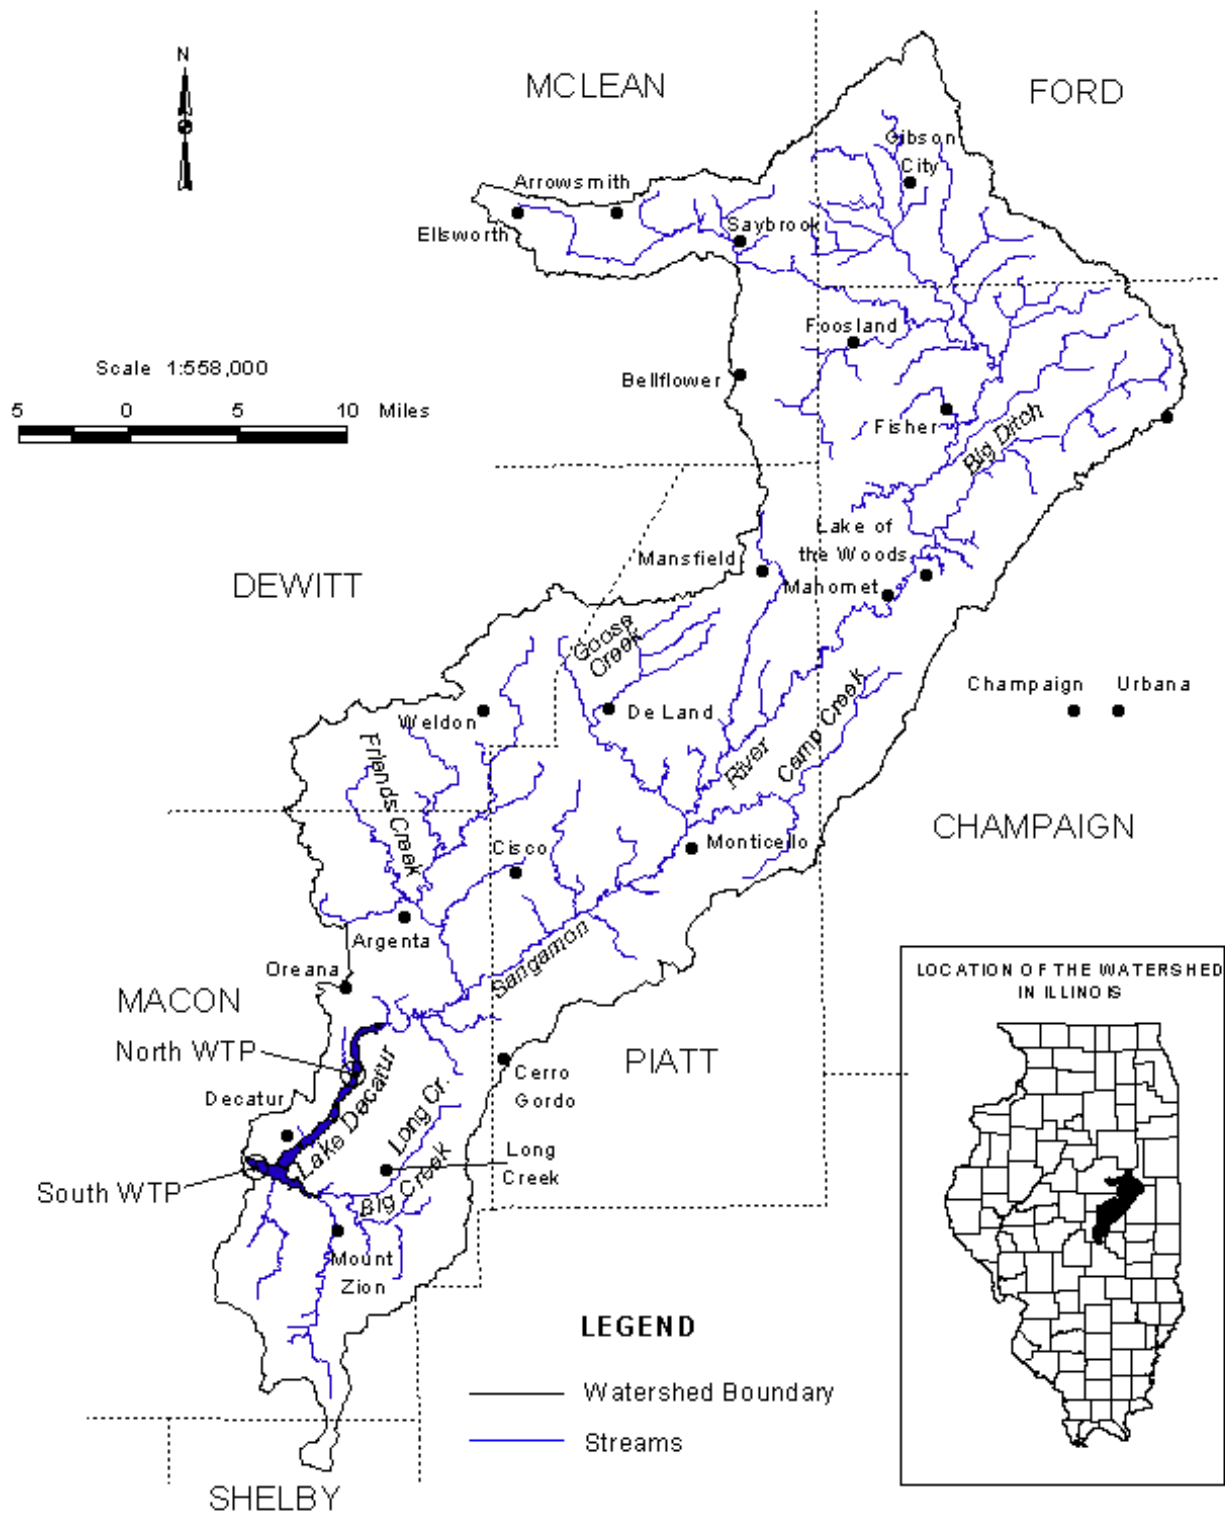 N
MCLEAN
FORD
Gibson
City
Arrowsmith
Ellsworth
Saybrook
Foosland
Scale 1:558,000
5 0 5 10 Miles
Bellflower
Fisher
Big Ditch
Lake of
the Woods
Mansfield
Mahomet
DEWITT
Goose
Creek
Champaign Urbana
Weldon
De Land
River
Camp Creek
Friends Creek
CHAMPAIGN
Cisco
Monticello
Argenta
Sangamon
Oreana
MACON
North WTP
PIATT
Cerro
Gordo
Decatur
Lake Decatur
Long Cr.
Long
Creek
Big Creek
South WTP
Mount
Zion
LEGEND
Watershed Boundary
Streams
SHELBY
LOCATION OF THE WATERSHED
IN ILLINOIS